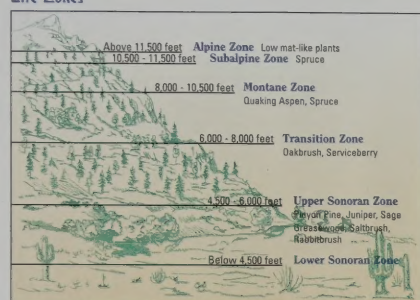 Life Zones
Above 11,500 feet Alpine Zone Low mat-like plants
10,500 - 11,500 feet Subalpine Zone Spruce
8,000 - 10,500 feet Montane Zone
Quaking Aspen, Spruce
6,000 - 8,000 feet Transition Zone
Oakbrush, Serviceberry
4,500 - 6,000 feet Upper Sonoran Zone
Pinyon Pine, Juniper, Sage
Greasewood, Saltbrush,
Rabbitbrush
Below 4,500 feet Lower Sonoran Zone